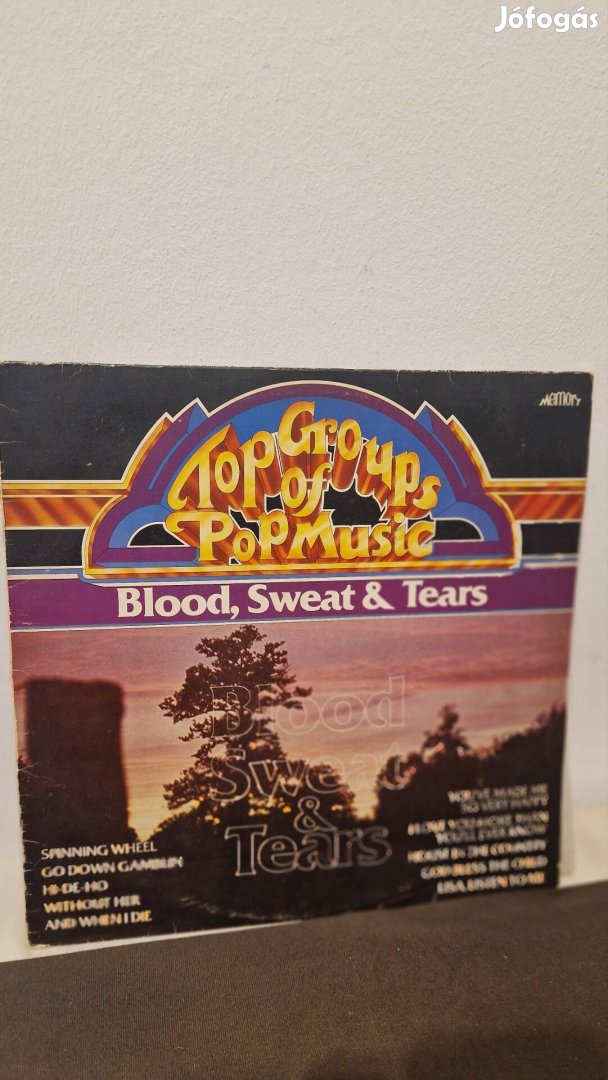 Jófogás
Memory
Top Groups
of
Pop Music
Blood, Sweat & Tears
Blood
Sweat
&
Tears
SPINNING WHEEL
GO DOWN GAMBLIN
HI-DE-HO
WITHOUT HER
AND WHEN I DIE
YOU'VE MADE ME
SO VERY HAPPY
I LOVE YOU MORE THAN
YOU'LL EVER KNOW
HOUSE IN THE COUNTRY
GOD BLESS THE CHILD
LISA, LISTEN TO ME